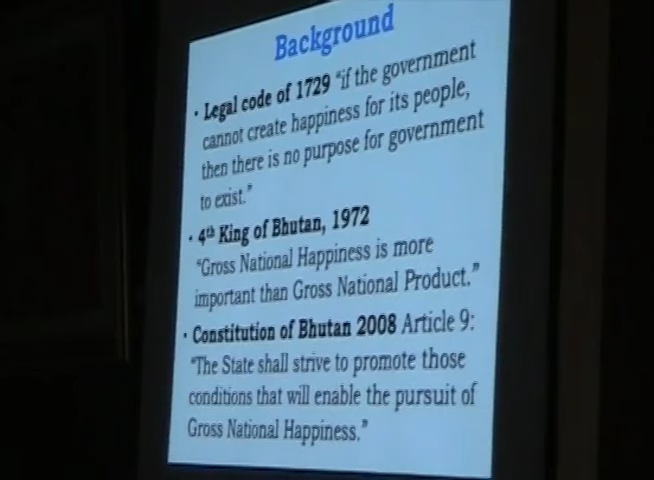 Background
· Legal code of 1729 "if the government
cannot create happiness for its people,
then there is no purpose for government
to exist."
· 4th King of Bhutan, 1972
"Gross National Happiness is more
important than Gross National Product."
· Constitution of Bhutan 2008 Article 9:
"The State shall strive to promote those
conditions that will enable the pursuit of
Gross National Happiness."